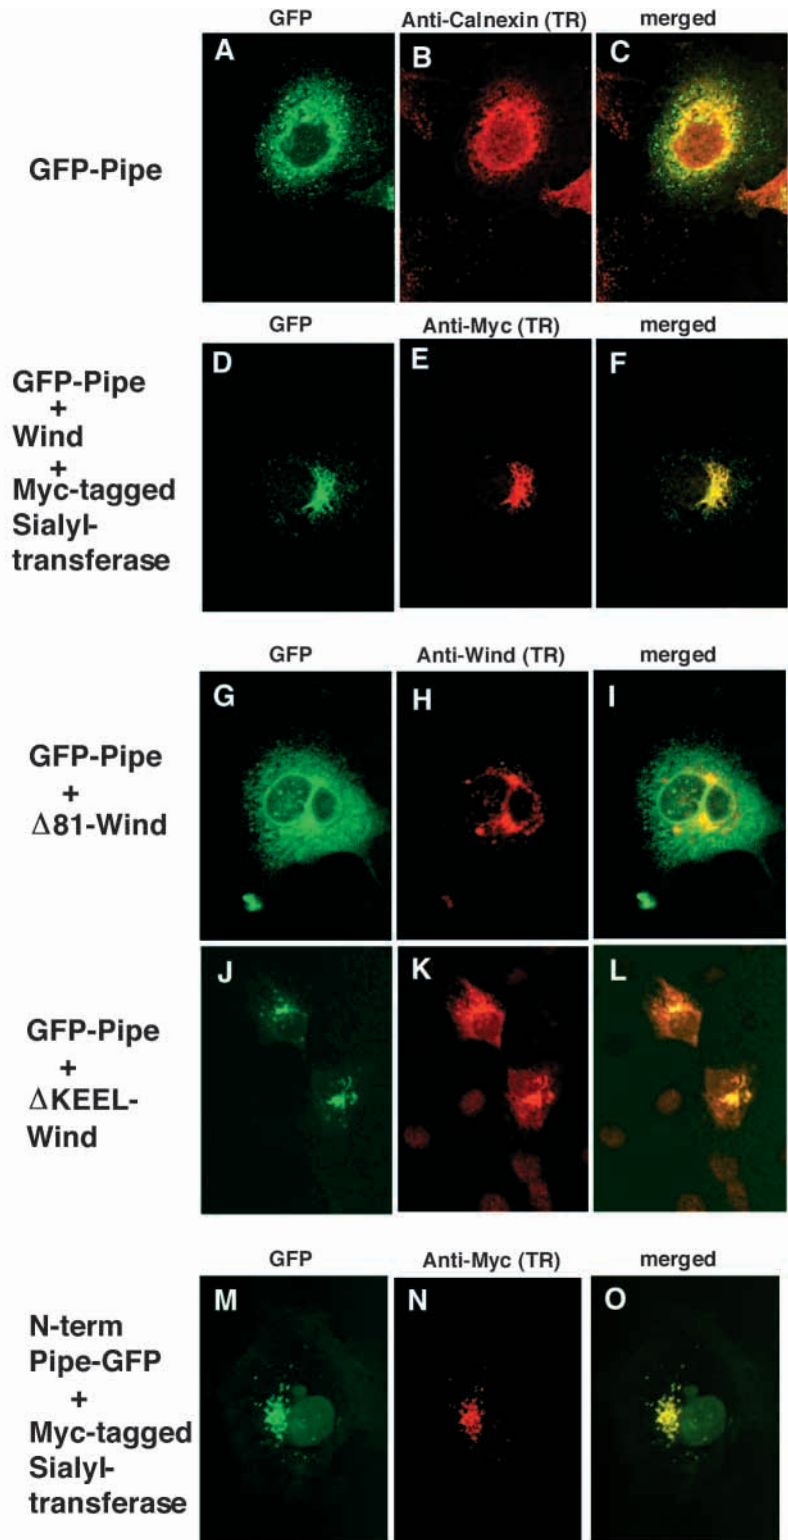 GFP Anti-Calnexin (TR) merged
GFP-Pipe
A B C
GFP Anti-Myc (TR) merged
GFP-Pipe
+
Wind
+
Myc-tagged
Sialyl-
transferase
D E F
GFP Anti-Wind (TR) merged
GFP-Pipe
+
Δ81-Wind
G H I
GFP-Pipe
+
ΔKEEL-
Wind
J K L
GFP Anti-Myc (TR) merged
N-term
Pipe-GFP
+
Myc-tagged
Sialyl-
transferase
M N O